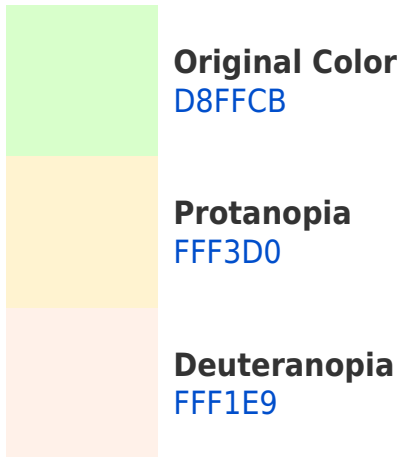 Original Color
D8FFCB
Protanopia
FFF3D0
Deuteranopia
FFF1E9